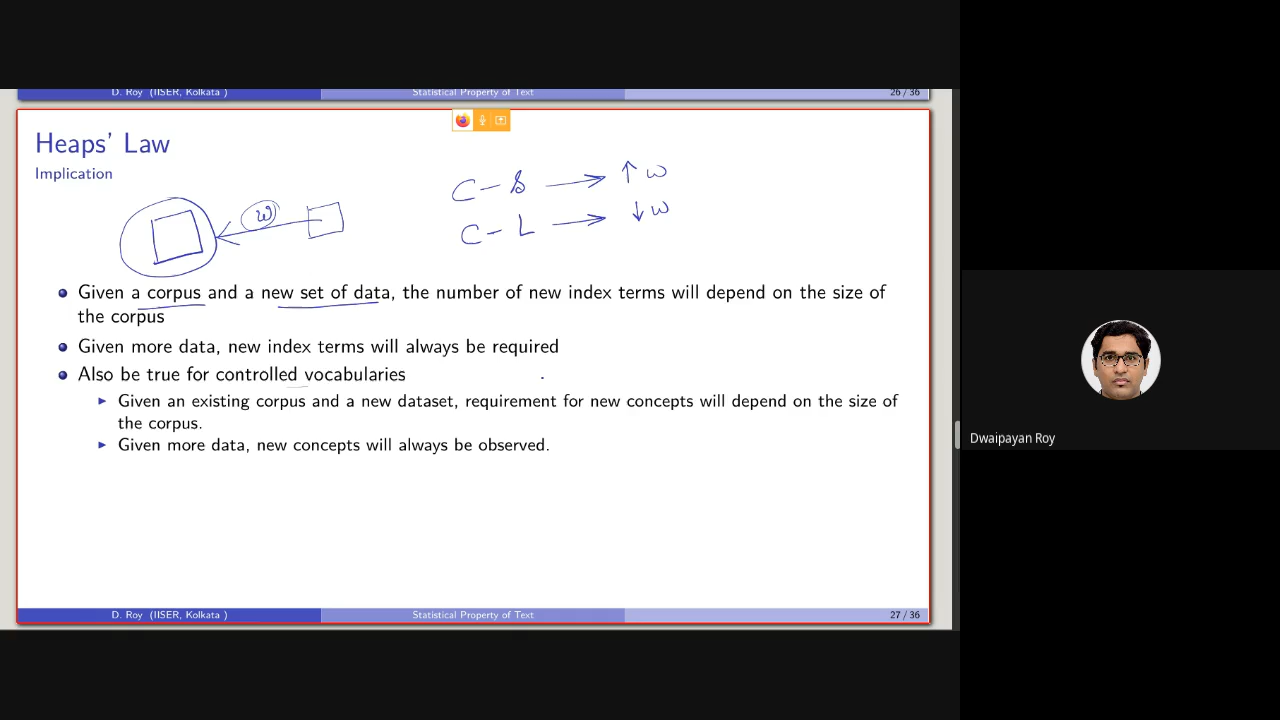 D. Roy (IISER, Kolkata ) Statistical Property of Text 26 / 36
Heaps' Law
Implication
C - S → ↑ w
C - L → ↓ w
w
Given a corpus and a new set of data, the number of new index terms will depend on the size of
the corpus
Given more data, new index terms will always be required
Also be true for controlled vocabularies
Given an existing corpus and a new dataset, requirement for new concepts will depend on the size of
the corpus.
Given more data, new concepts will always be observed.
D. Roy (IISER, Kolkata ) Statistical Property of Text 27 / 36
Dwaipayan Roy